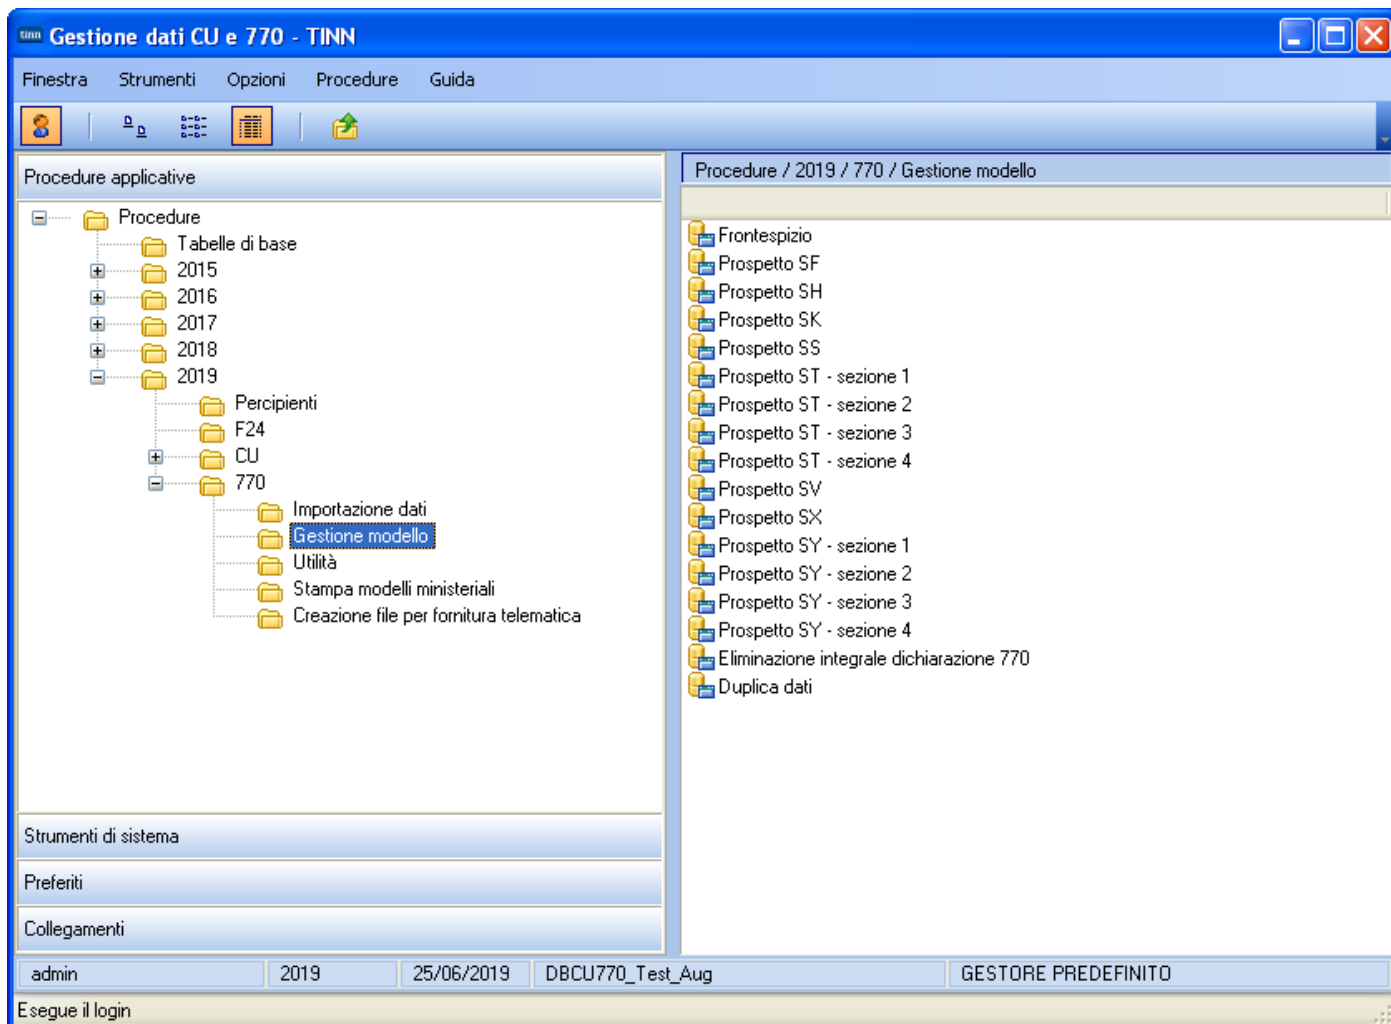 tinn Gestione dati CU e 770 - TINN
Finestra Strumenti Opzioni Procedure Guida
Procedure applicative
Procedure
Tabelle di base
2015
2016
2017
2018
2019
Percipienti
F24
CU
770
Importazione dati
Gestione modello
Utilità
Stampa modelli ministeriali
Creazione file per fornitura telematica
Strumenti di sistema
Preferiti
Collegamenti
Procedure / 2019 / 770 / Gestione modello
Frontespizio
Prospetto SF
Prospetto SH
Prospetto SK
Prospetto SS
Prospetto ST - sezione 1
Prospetto ST - sezione 2
Prospetto ST - sezione 3
Prospetto ST - sezione 4
Prospetto SV
Prospetto SX
Prospetto SY - sezione 1
Prospetto SY - sezione 2
Prospetto SY - sezione 3
Prospetto SY - sezione 4
Eliminazione integrale dichiarazione 770
Duplica dati
admin 2019 25/06/2019 DBCU770_Test_Aug GESTORE PREDEFINITO
Esegue il login